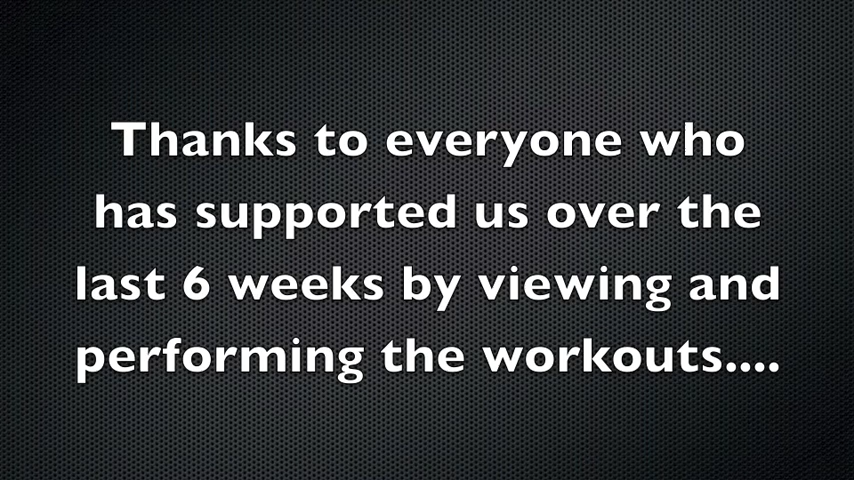 Thanks to everyone who
has supported us over the
last 6 weeks by viewing and
performing the workouts....